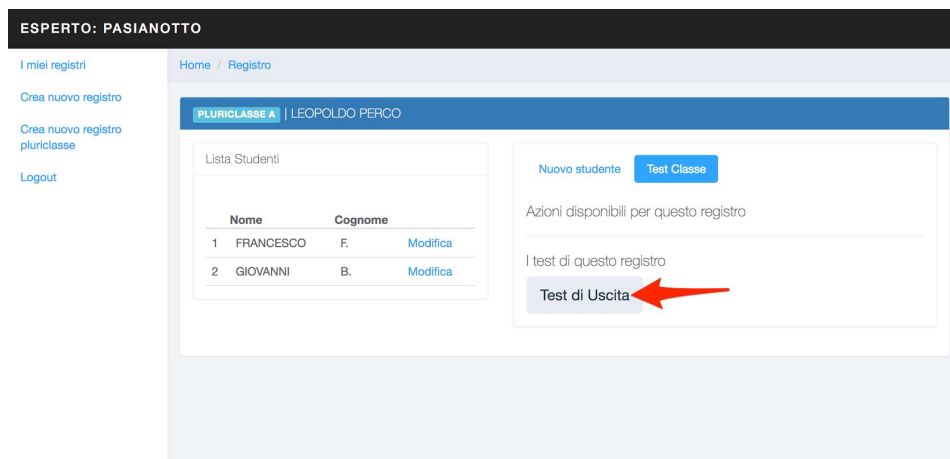 ESPERTO: PASIANOTTO
I miei registri
Crea nuovo registro
Crea nuovo registro
pluriclasse
Logout
Home / Registro
PLURICLASSE A | LEOPOLDO PERCO
Lista Studenti
Nome Cognome
1 FRANCESCO F. Modifica
2 GIOVANNI B. Modifica
Nuovo studente Test Classe
Azioni disponibili per questo registro
I test di questo registro
Test di Uscita